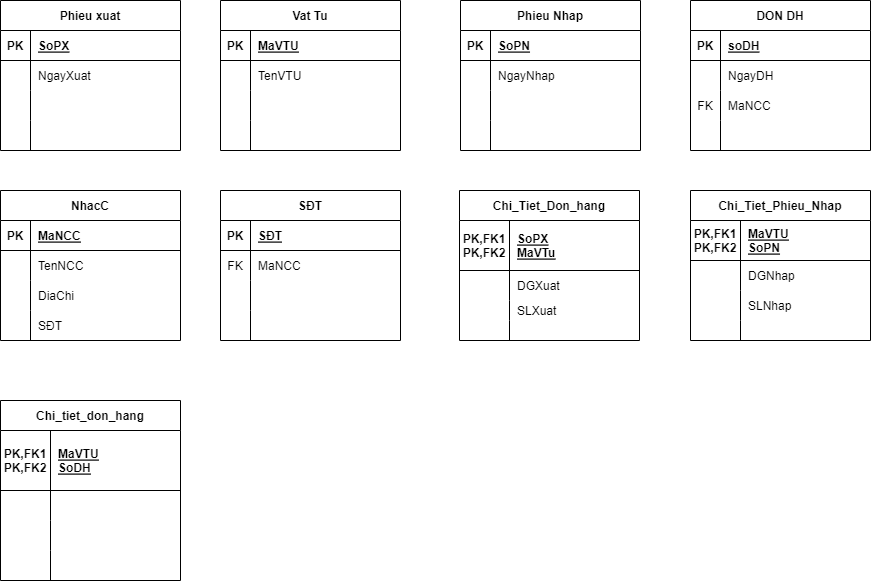 Phieu xuat
PK SoPX
NgayXuat
Vat Tu
PK MaVTU
TenVTU
Phieu Nhap
PK SoPN
NgayNhap
DON DH
PK soDH
NgayDH
FK MaNCC
NhacC
PK MaNCC
TenNCC
DiaChi
SĐT
SĐT
PK SĐT
FK MaNCC
Chi_Tiet_Don_hang
PK,FK1 SoPX
PK,FK2 MaVTu
DGXuat
SLXuat
Chi_Tiet_Phieu_Nhap
PK,FK1 MaVTU
PK,FK2 SoPN
DGNhap
SLNhap
Chi_tiet_don_hang
PK,FK1 MaVTU
PK,FK2 SoDH